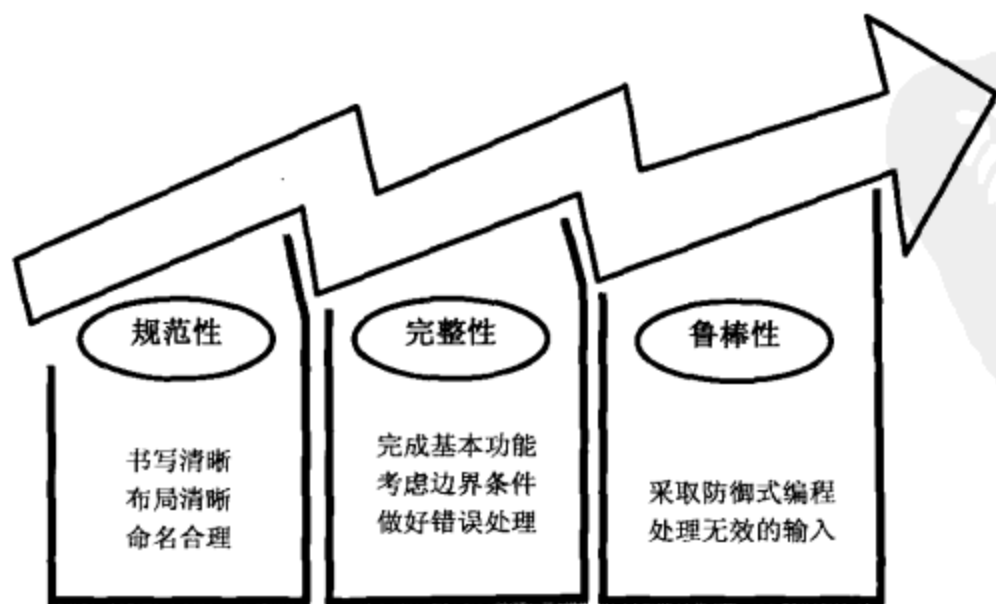 规范性
书写清晰
布局清晰
命名合理
完整性
完成基本功能
考虑边界条件
做好错误处理
鲁棒性
采取防御式编程
处理无效的输入